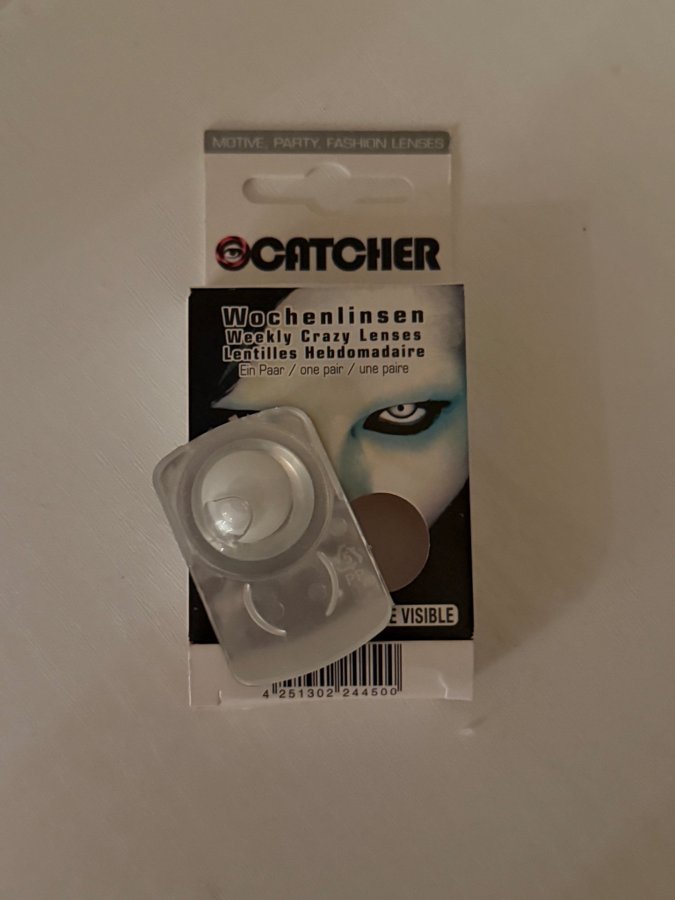 MOTIVE, PARTY, FASHION LENSES
CATCHER
Wochenlinsen
Weekly Crazy Lenses
Lentilles Hebdomadaire
Ein Paar / one pair / une paire
PP
VISIBLE
4 251302 244500